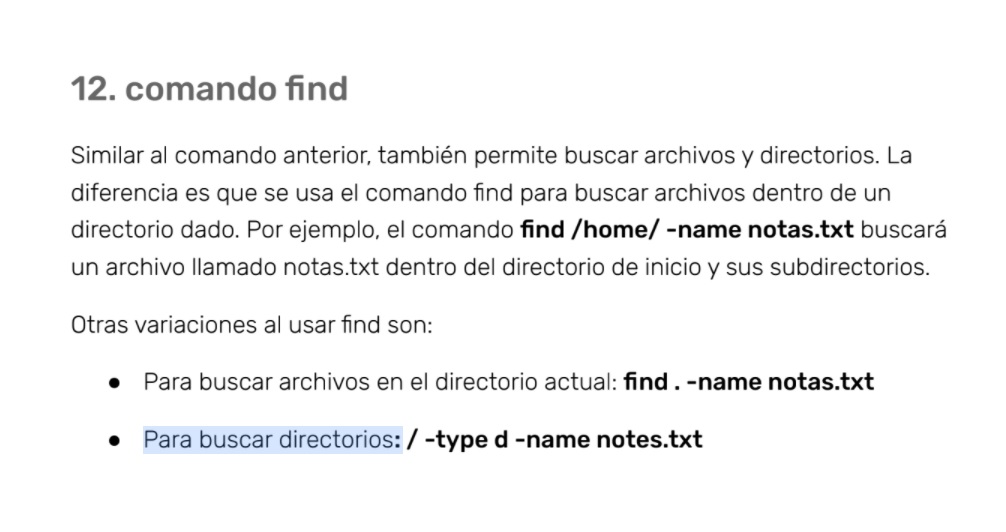 12. comando find
Similar al comando anterior, también permite buscar archivos y directorios. La
diferencia es que se usa el comando find para buscar archivos dentro de un
directorio dado. Por ejemplo, el comando find /home/ -name notas.txt buscará
un archivo llamado notas.txt dentro del directorio de inicio y sus subdirectorios.
Otras variaciones al usar find son:
● Para buscar archivos en el directorio actual: find . -name notas.txt
● Para buscar directorios: / -type d -name notes.txt